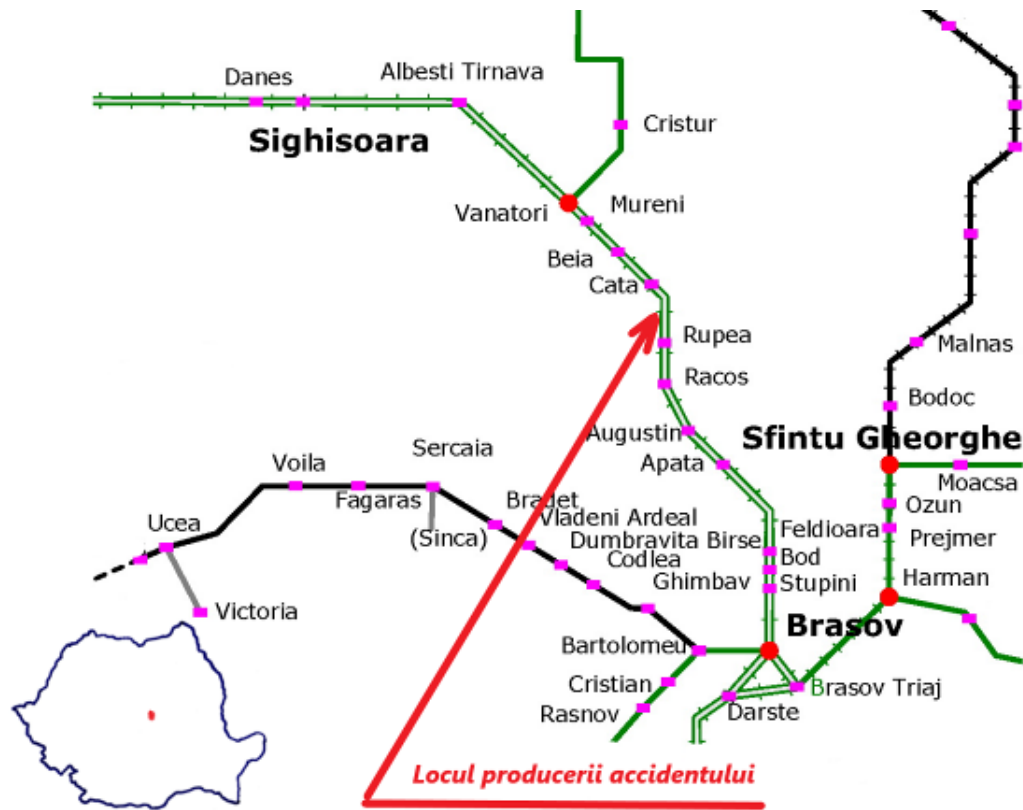 Danes
Albesti Tirnava
Sighisoara
Cristur
Vanatori
Mureni
Beia
Cata
Rupea
Racos
Malnas
Bodoc
Augustin
Sfintu Gheorghe
Apata
Moacsa
Sercaia
Voila
Fagaras
Bradet
Ozun
Ucea
(Sinca)
Vladeni Ardeal
Feldioara
Prejmer
Dumbravita Birse
Bod
Codlea
Ghimbav
Stupini
Harman
Victoria
Brasov
Bartolomeu
Cristian
Brasov Triaj
Rasnov
Darste
Locul producerii accidentului